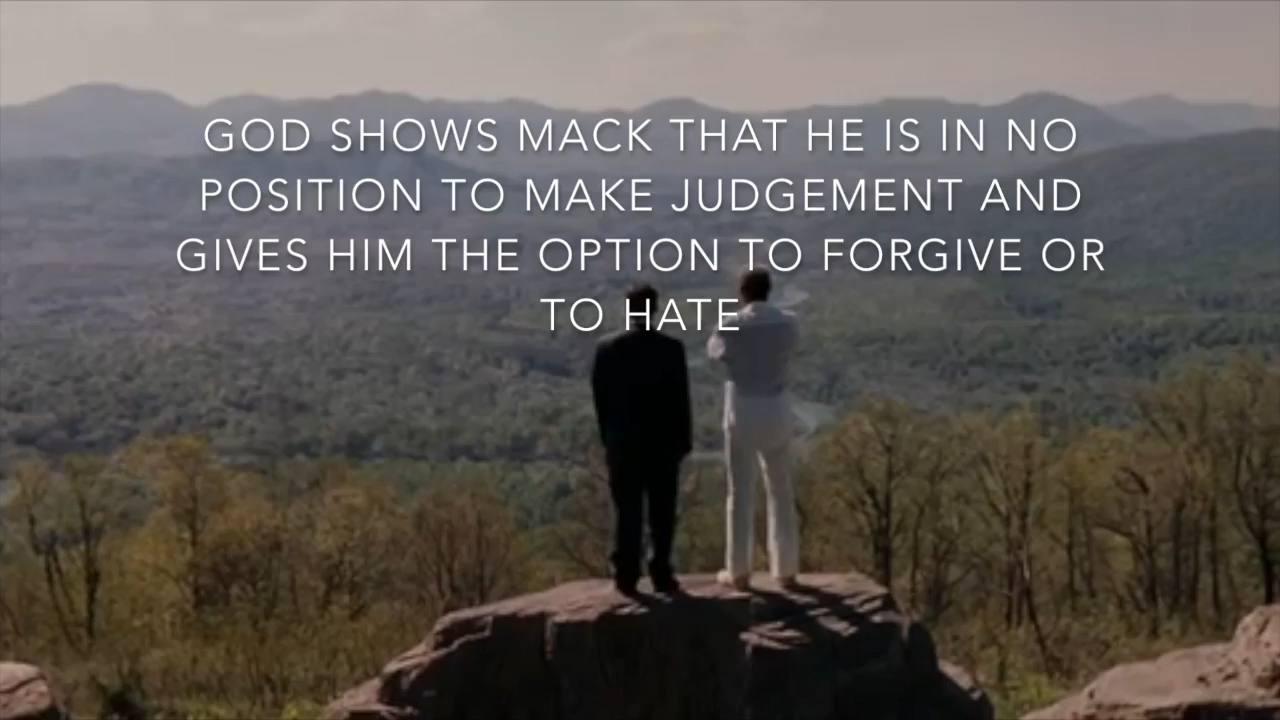 GOD SHOWS MACK THAT HE IS IN NO
POSITION TO MAKE JUDGEMENT AND
GIVES HIM THE OPTION TO FORGIVE OR
TO HATE